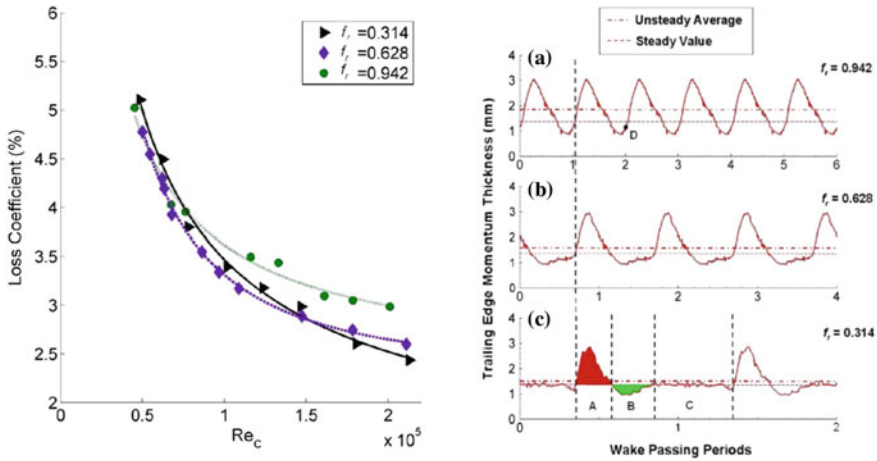 f_r =0.314
f_r =0.628
f_r =0.942
6
5.5
5
4.5
4
3.5
3
2.5
2
Loss Coefficient (%)
0 0.5 1 1.5 2
x 10^5
Re_C
Unsteady Average
Steady Value
Trailing Edge Momentum Thickness (mm)
(a)
f_r = 0.942
4
3
2
1
0
D
0 1 2 3 4 5 6
(b)
f_r = 0.628
4
3
2
1
0
0 1 2 3 4
(c)
f_r = 0.314
4
3
2
1
0
A B C
0 1 2
Wake Passing Periods